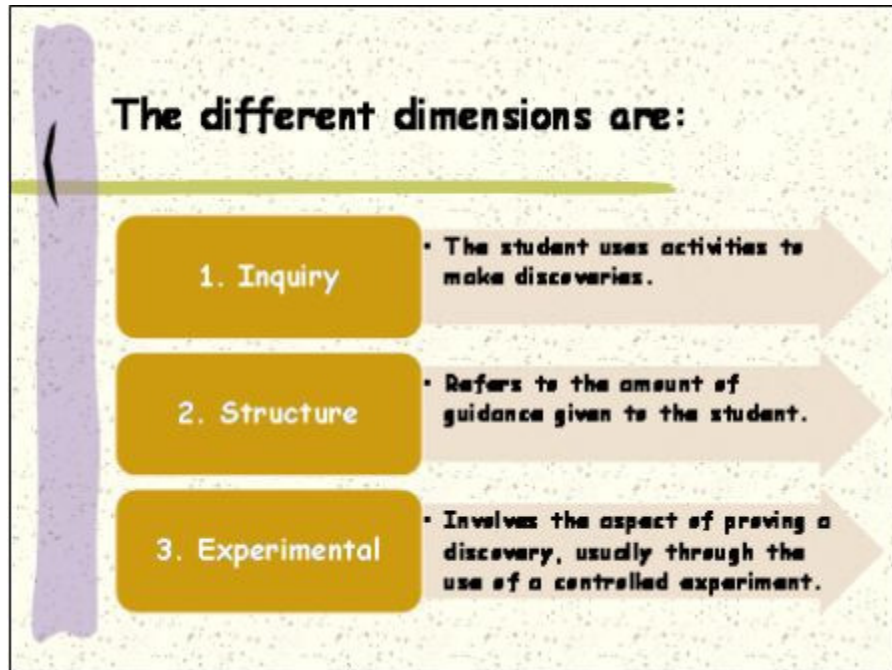 The different dimensions are:
1. Inquiry
• The student uses activities to
make discoveries.
2. Structure
• Refers to the amount of
guidance given to the student.
3. Experimental
• Involves the aspect of proving a
discovery, usually through the
use of a controlled experiment.